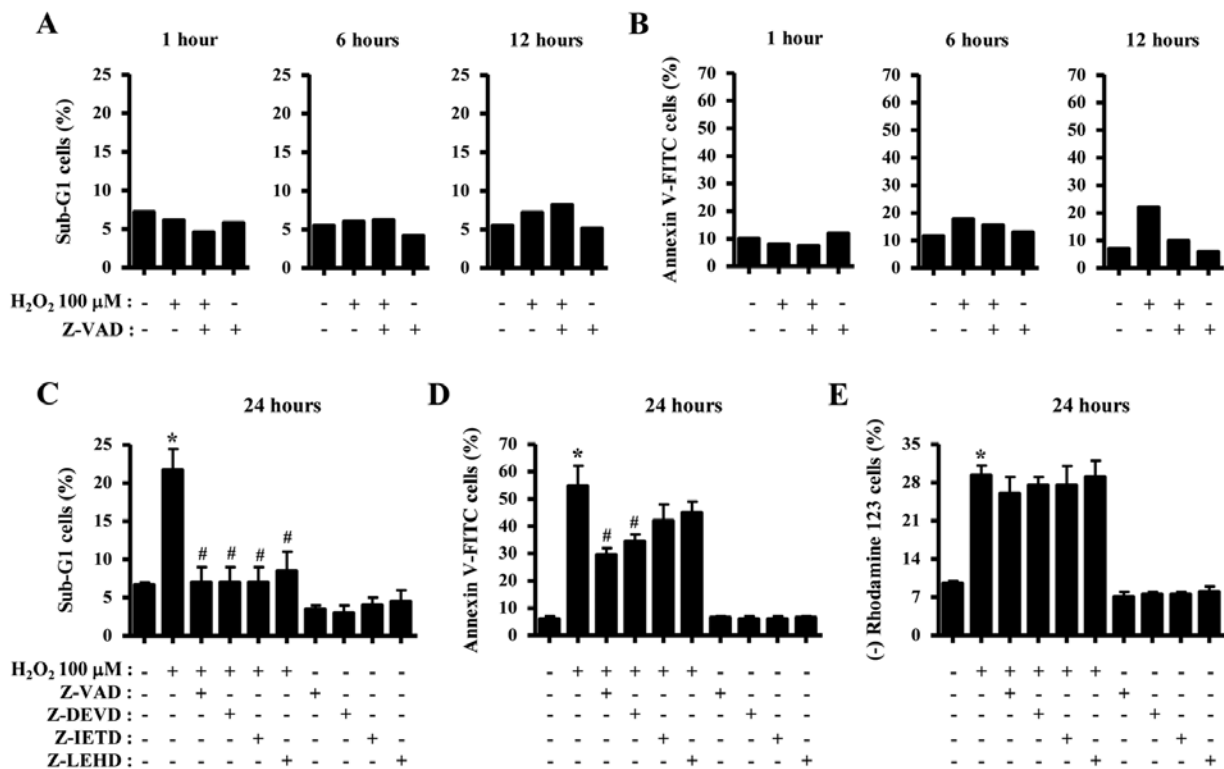 A
B
1 hour
6 hours
12 hours
1 hour
6 hours
12 hours
Sub-G1 cells (%)
25
20
15
10
5
0
25
20
15
10
5
0
25
20
15
10
5
0
Annexin V-FITC cells (%)
70
60
50
40
30
20
10
0
70
60
50
40
30
20
10
0
70
60
50
40
30
20
10
0
H₂O₂ 100 µM : - + + - - + + - - + + - - + + - - + + - - + + -
Z-VAD : - - + + - - + + - - + + - - + + - - + + - - + +
C
D
E
24 hours
24 hours
24 hours
Sub-G1 cells (%)
25
20
15
10
5
0
* # # # #
Annexin V-FITC cells (%)
70
60
50
40
30
20
10
0
* # #
(-) Rhodamine 123 cells (%)
35
28
21
14
7
0
*
H₂O₂ 100 µM : - + + + + + - - - - - + + + + + - - - - - + + + + + - - - -
Z-VAD : - - + - - - + - - - - - + - - - + - - - - - + - - - + - - -
Z-DEVD : - - - + - - - + - - - - - + - - - + - - - - - + - - - + - -
Z-IETD : - - - - + - - - + - - - - - + - - - + - - - - - + - - - + -
Z-LEHD : - - - - - + - - - + - - - - - + - - - + - - - - - + - - - +